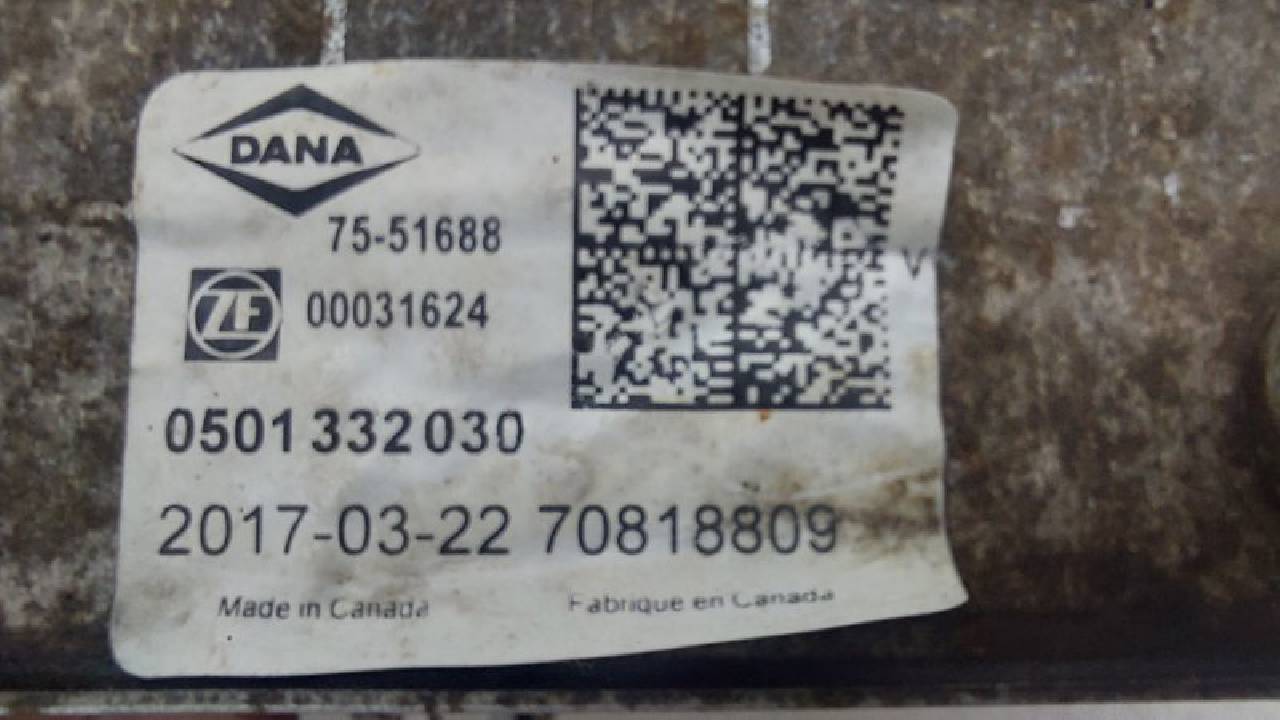 DANA
75-51688
ZF 00031624
0501 332 030
2017-03-22 70818809
Made in Canada Fabrique en Canada
V